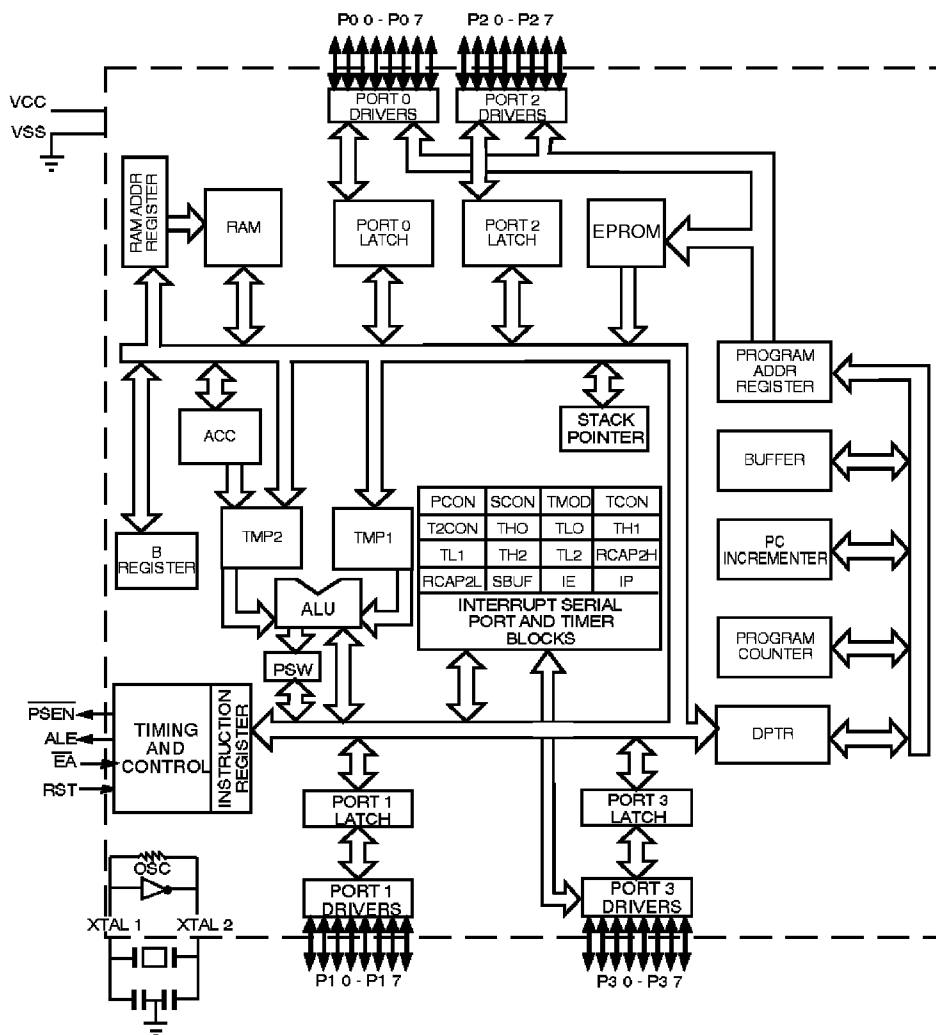 P0 0 - P0 7
P2 0 - P2 7
VCC
VSS
PORT 0
DRIVERS
PORT 2
DRIVERS
RAM ADDR
REGISTER
RAM
PORT 0
LATCH
PORT 2
LATCH
EPROM
PROGRAM
ADDR
REGISTER
ACC
STACK
POINTER
BUFFER
TMP2
TMP1
PCON SCON TMOD TCON
T2CON THO TLO TH1
TL1 TH2 TL2 RCAP2H
RCAP2L SBUF IE IP
INTERRUPT SERIAL
PORT AND TIMER
BLOCKS
PC
INCREMENTER
B
REGISTER
ALU
PSW
PROGRAM
COUNTER
PSEN
ALE
EA
RST
TIMING
AND
CONTROL
INSTRUCTION
REGISTER
DPTR
PORT 1
LATCH
PORT 3
LATCH
OSC
XTAL 1
XTAL 2
PORT 1
DRIVERS
PORT 3
DRIVERS
P1 0 - P1 7
P3 0 - P3 7